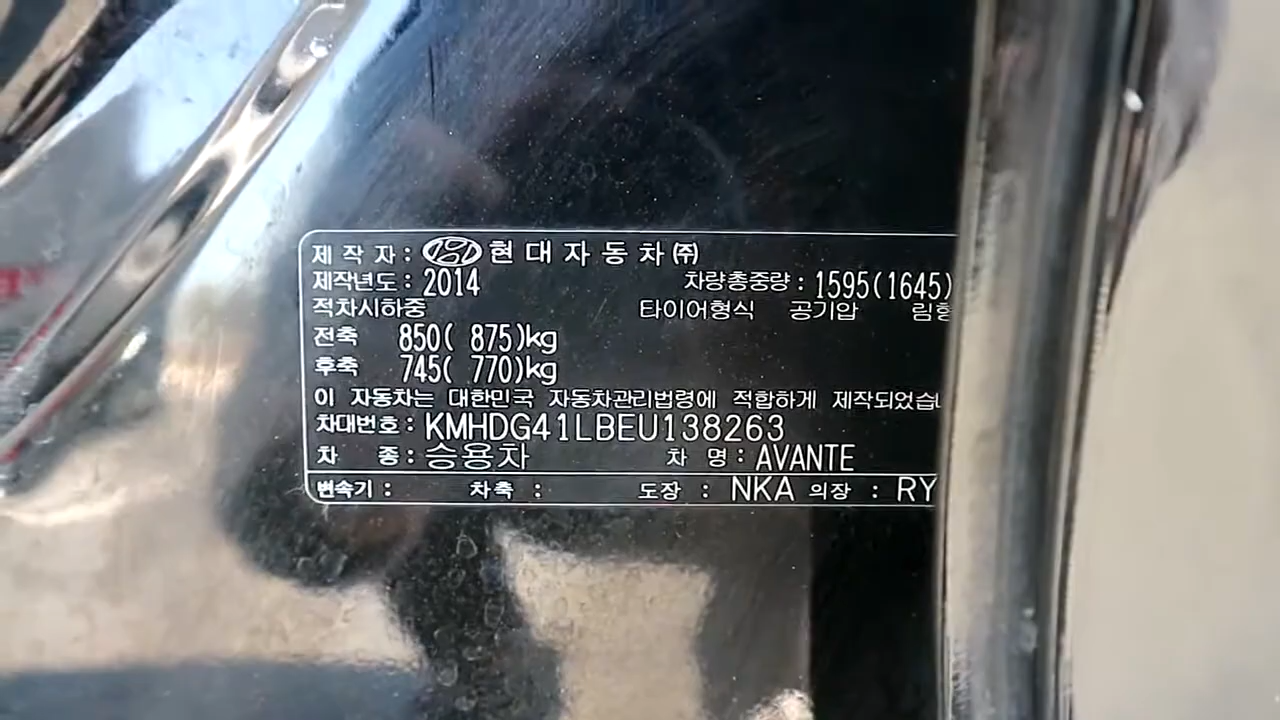 제 작 자 : 현 대 자 동 차 ㈜
제작년도 : 2014 차량총중량 : 1595(1645)
적차시하중 타이어형식 공기압 림형
전축 850( 875)kg
후축 745( 770)kg
이 자동차는 대한민국 자동차관리법령에 적합하게 제작되었습니
차대번호 : KMHDG41LBEU138263
차 종 : 승용차 차 명 : AVANTE
변속기 : 차축 : 도장 : NKA 의장 : RY